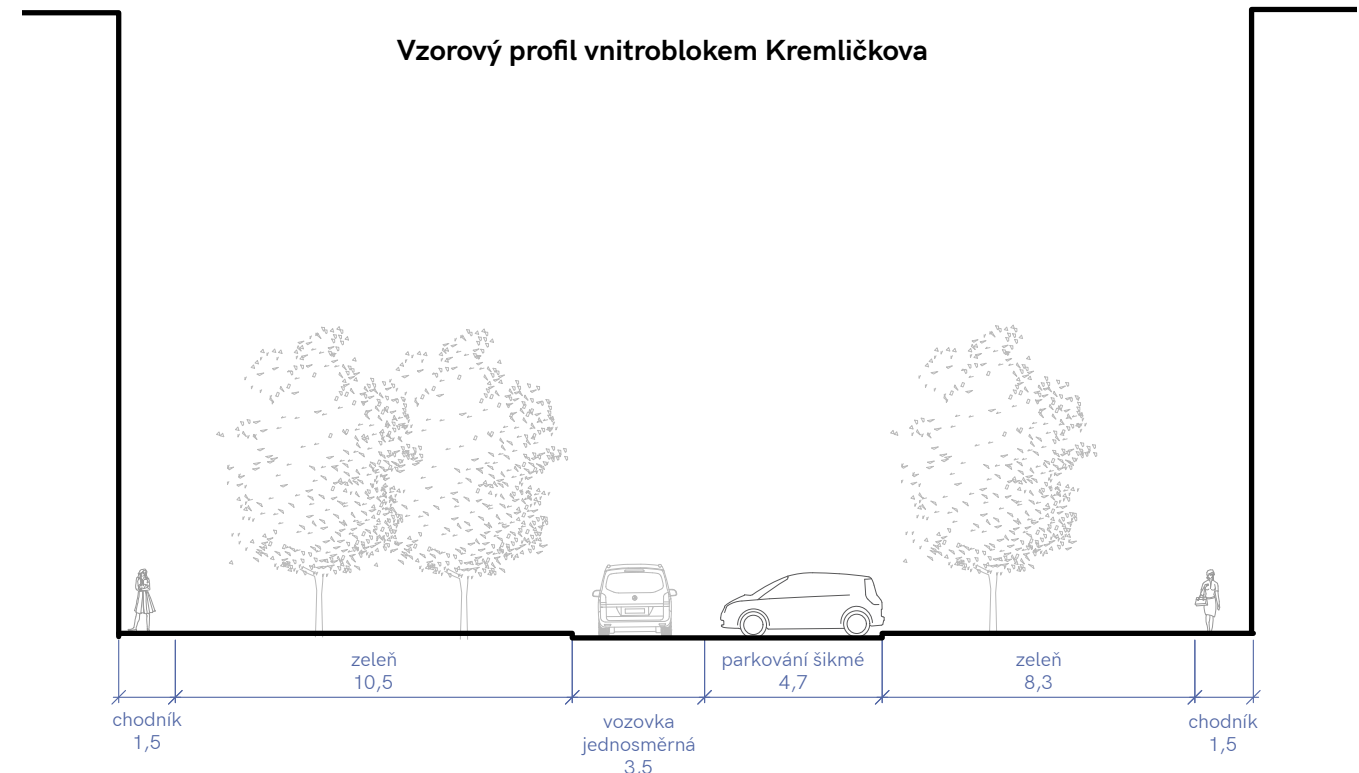 Vzorový profil vnitroblokem Kremličkova
zeleň
10,5
parkování šikmé
4,7
zeleň
8,3
chodník
1,5
vozovka
jednosměrná
3,5
chodník
1,5